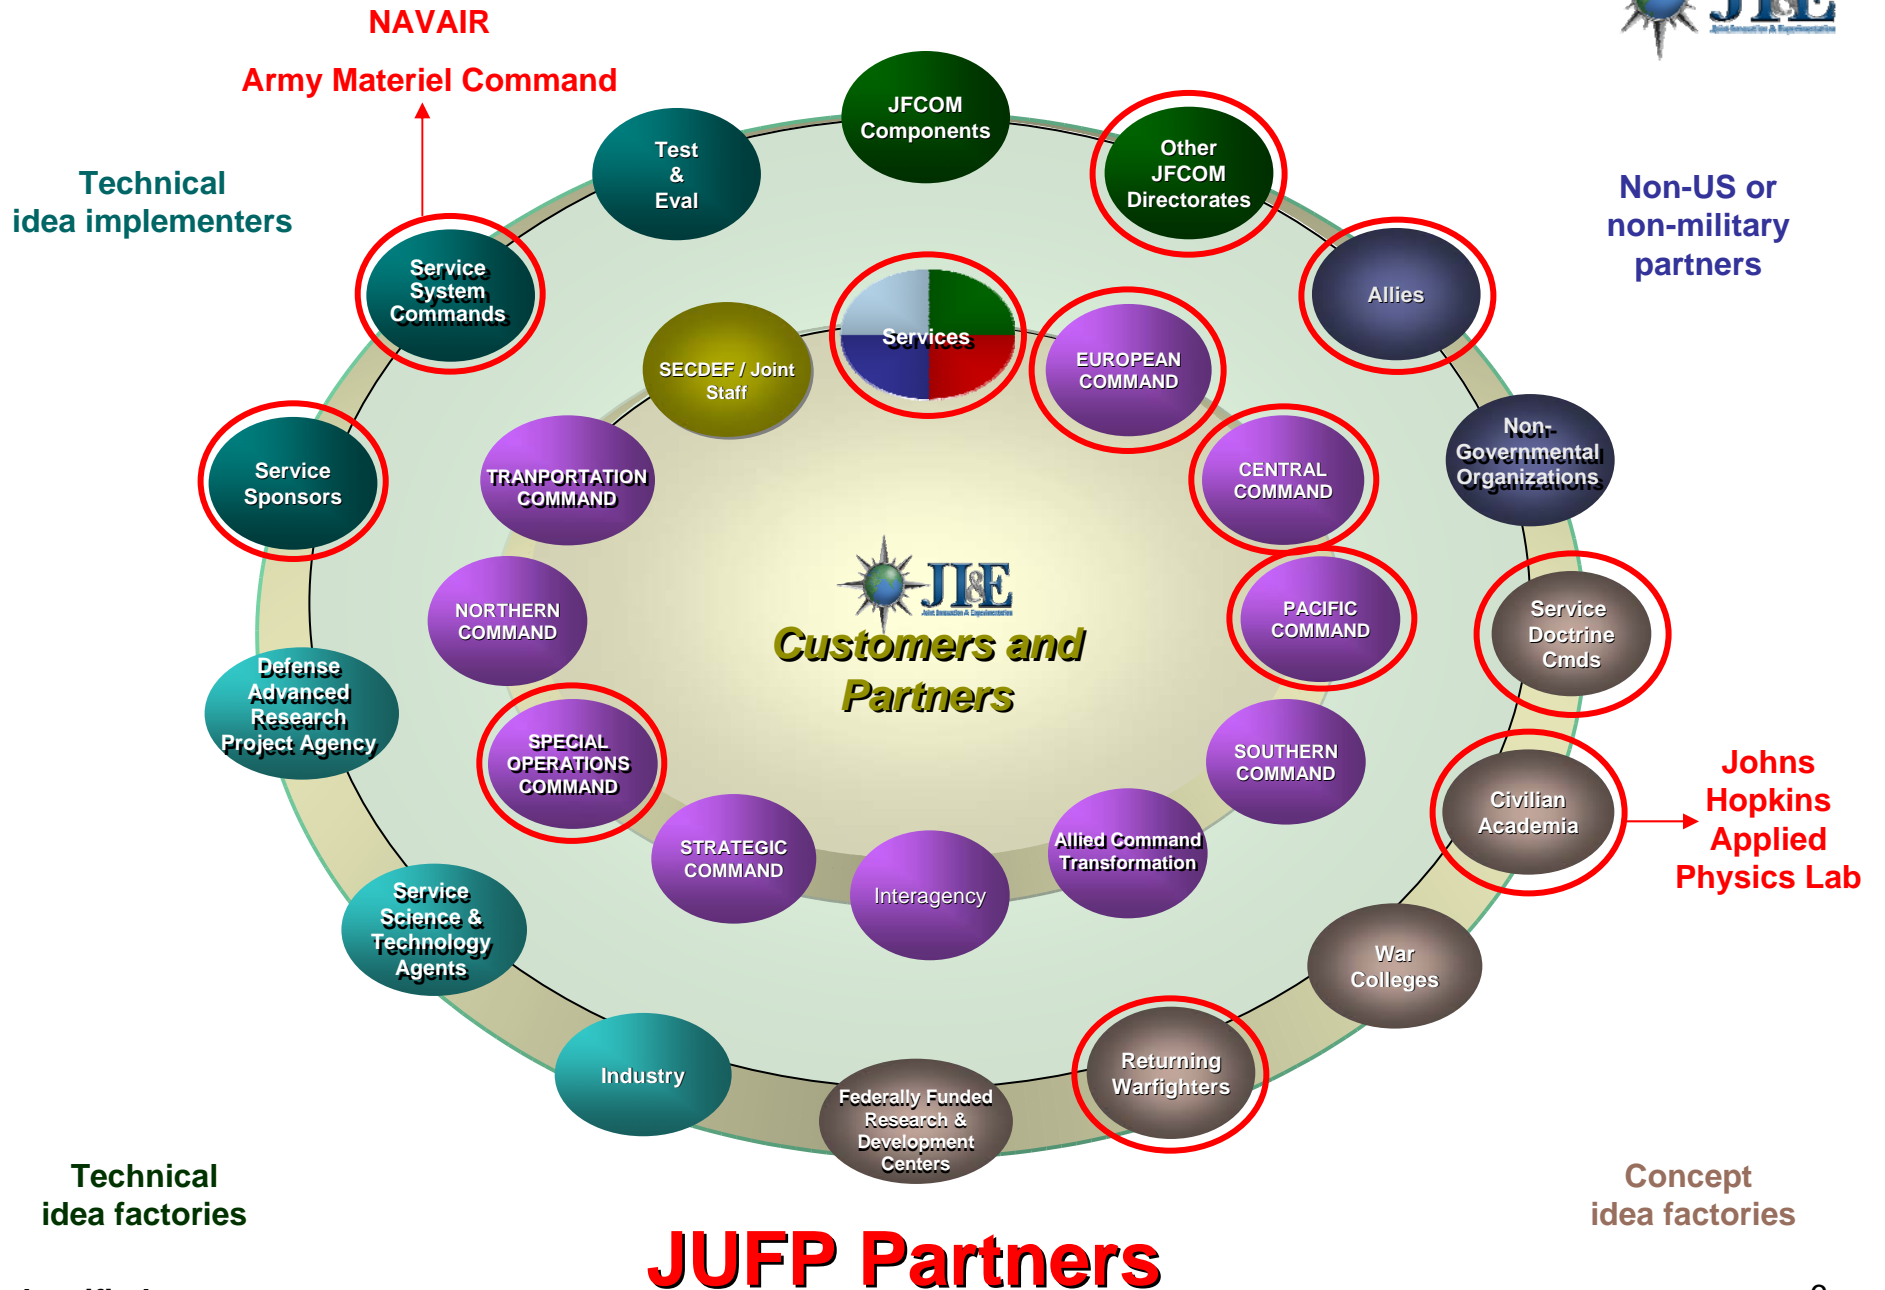 NAVAIR
Army Materiel Command
JI&E
Technical
idea implementers
Non-US or
non-military
partners
JFCOM
Components
Test
&
Eval
Other
JFCOM
Directorates
Service
System
Commands
Allies
Services
SECDEF / Joint
Staff
EUROPEAN
COMMAND
Non-
Governmental
Organizations
Service
Sponsors
TRANPORTATION
COMMAND
CENTRAL
COMMAND
JI&E
Joint Innovation & Experimentation
Customers and
Partners
NORTHERN
COMMAND
PACIFIC
COMMAND
Service
Doctrine
Cmds
Defense
Advanced
Research
Project Agency
SPECIAL
OPERATIONS
COMMAND
SOUTHERN
COMMAND
Civilian
Academia
Johns
Hopkins
Applied
Physics Lab
STRATEGIC
COMMAND
Interagency
Allied Command
Transformation
Service
Science &
Technology
Agents
War
Colleges
Industry
Federally Funded
Research &
Development
Centers
Returning
Warfighters
Technical
idea factories
Concept
idea factories
JUFP Partners